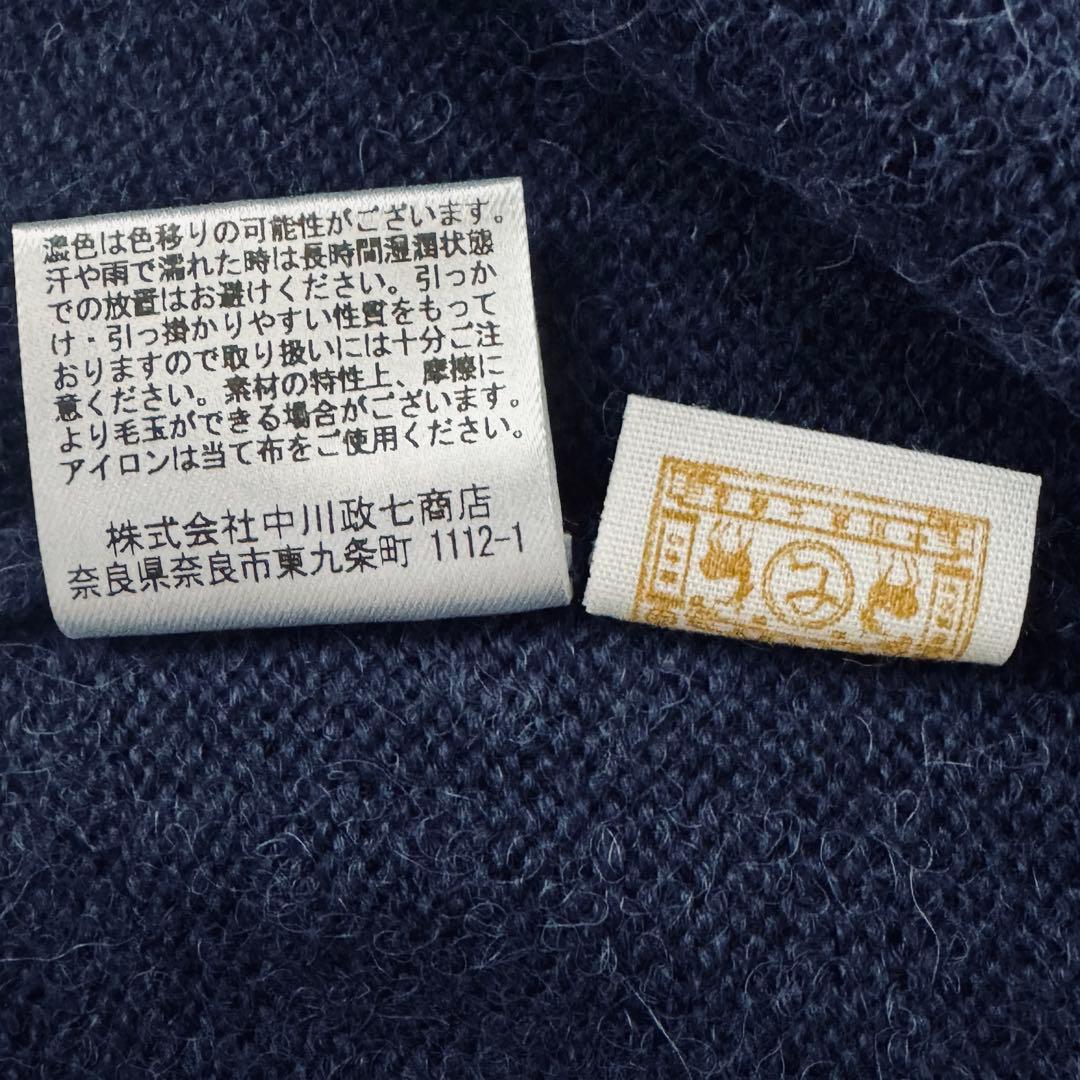 濃色は色移りの可能性がございます。
汗や雨で濡れた時は長時間湿潤状態
での放置はお避けください。引っか
け・引っ掛かりやすい性質をもって
おりますので取り扱いには十分ご注
意ください。素材の特性上、摩擦に
より毛玉ができる場合がございます。
アイロンは当て布をご使用ください。
株式会社中川政七商店
奈良県奈良市東九条町 1112-1